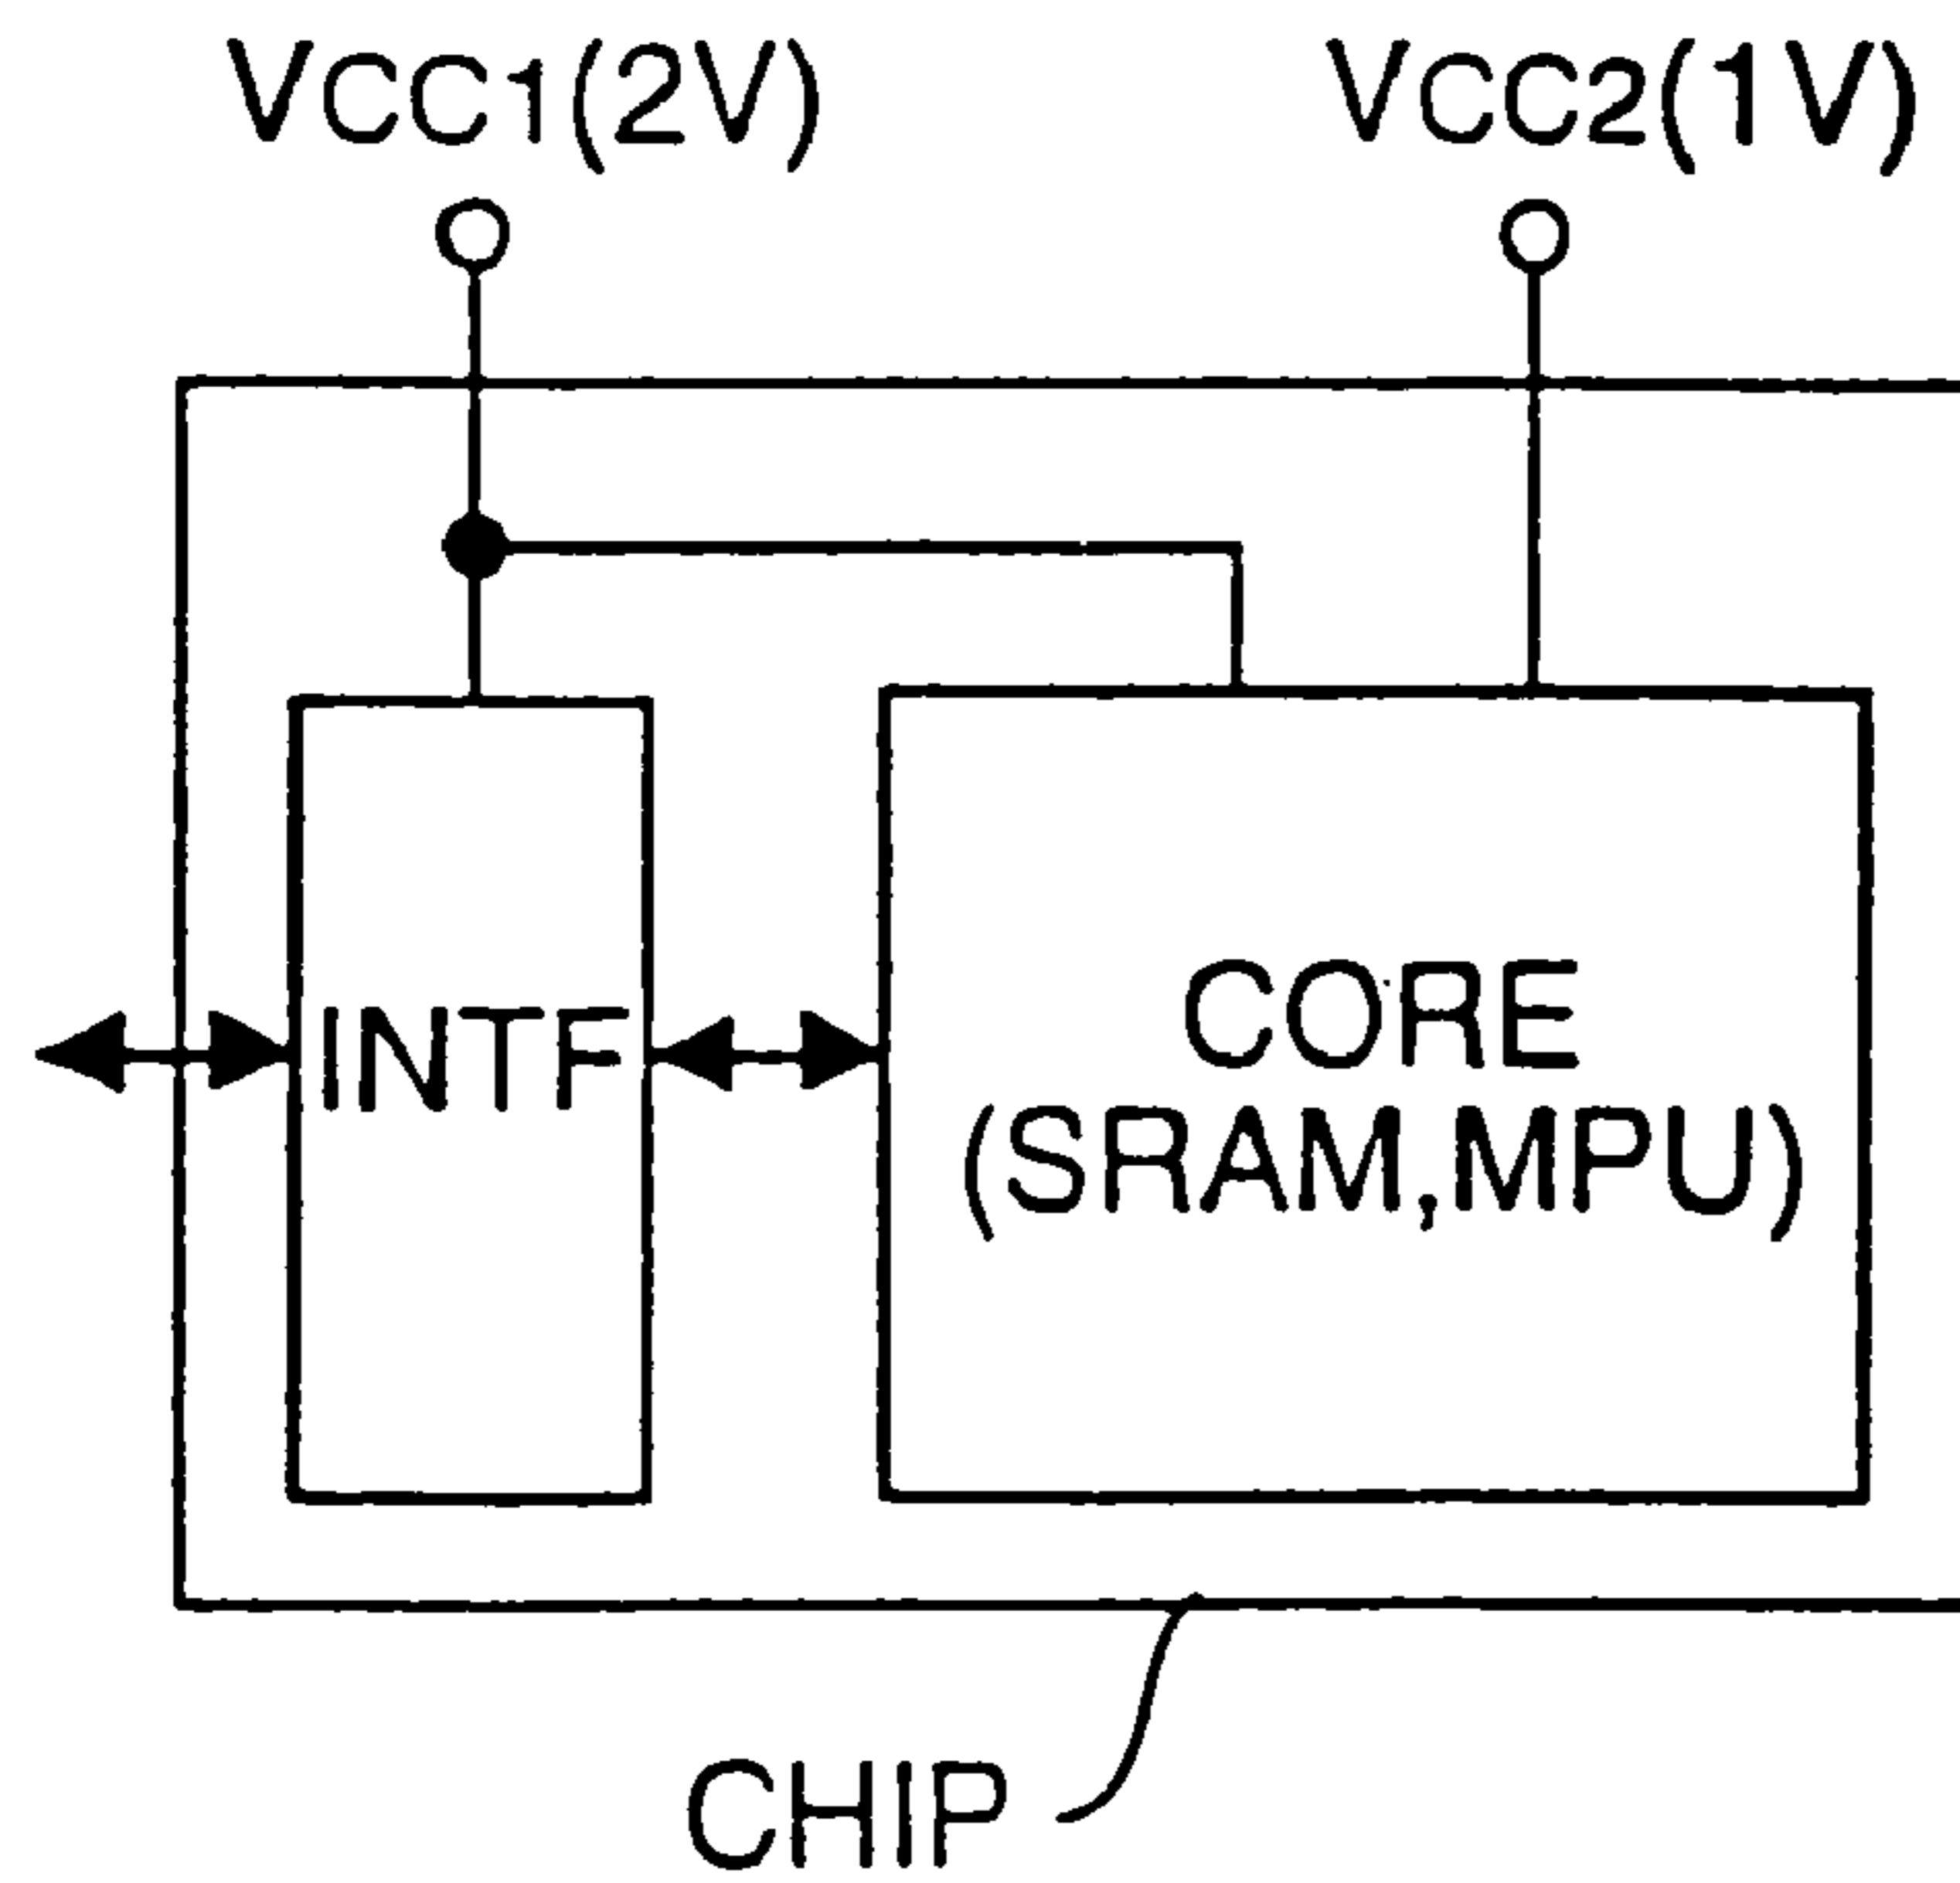 VCC1(2V)
VCC2(1V)
INTF
CORE
(SRAM,MPU)
CHIP